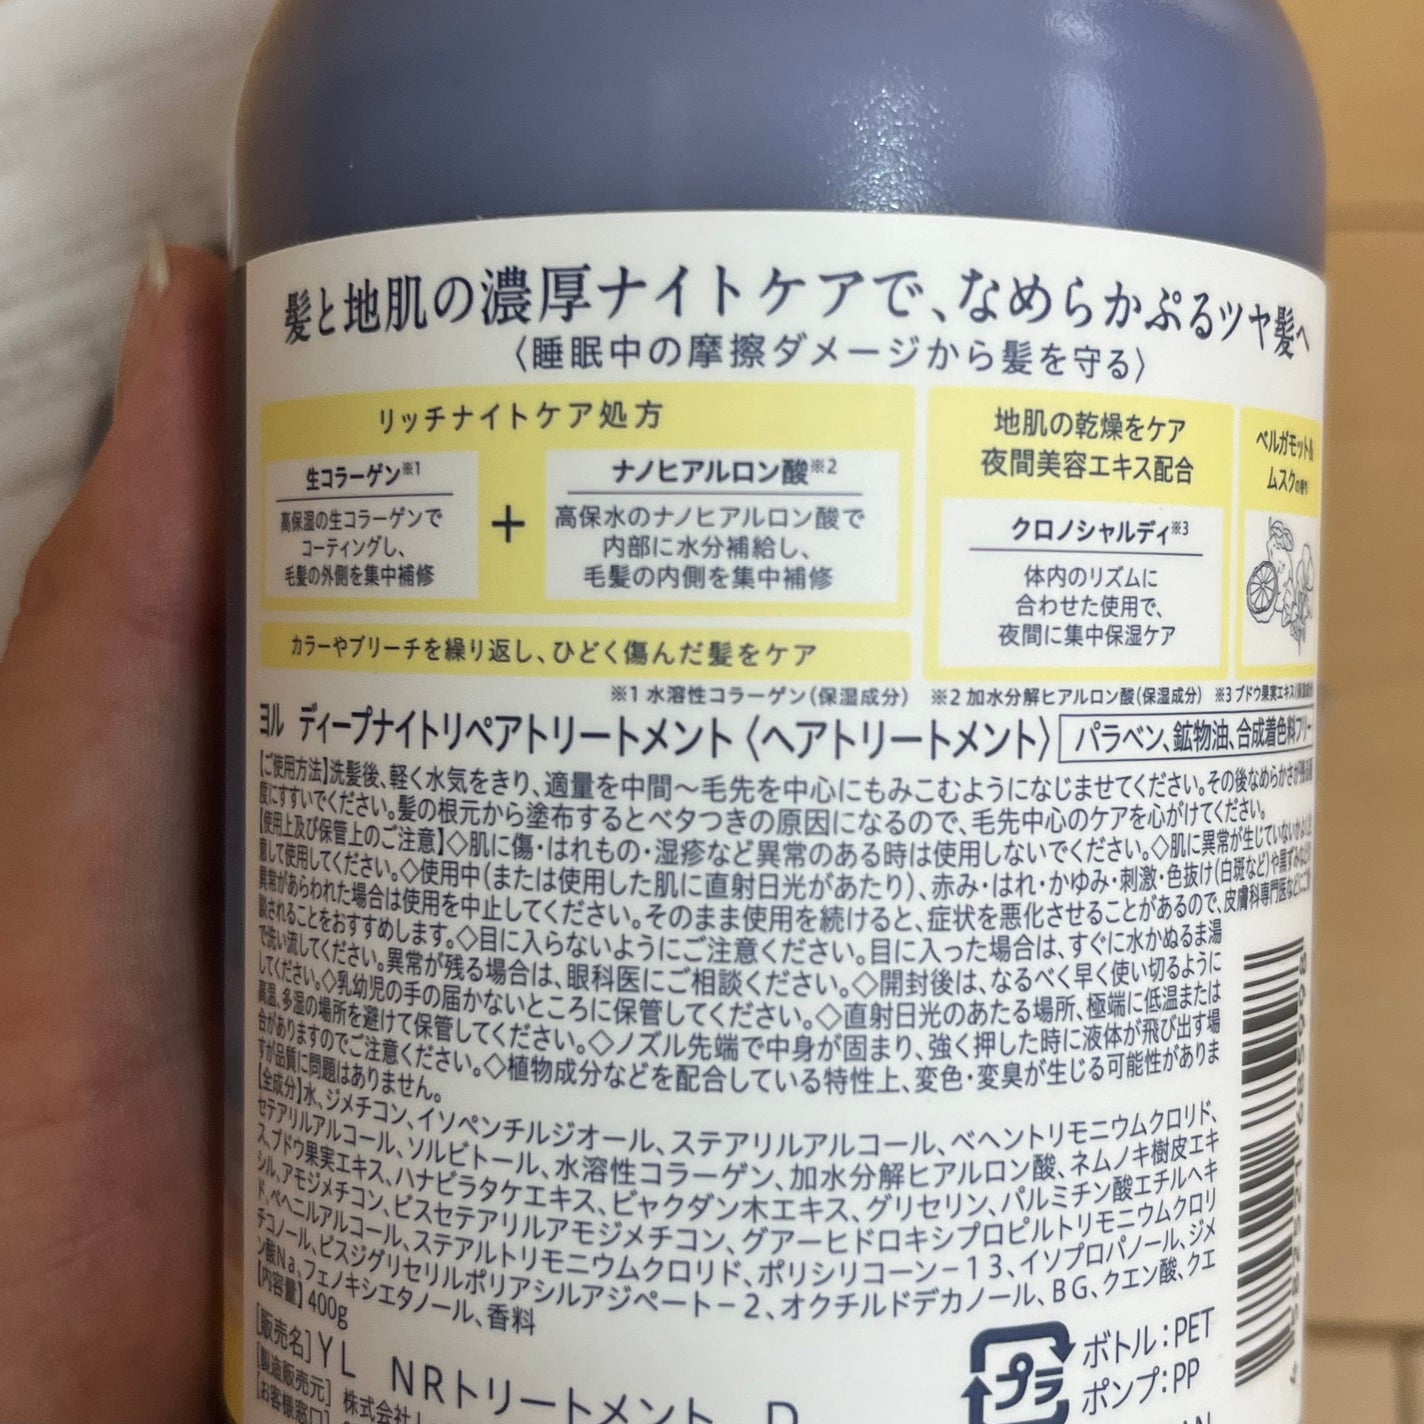 髪と地肌の濃厚ナイトケアで、なめらかぷるツヤ髪へ
〈睡眠中の摩擦ダメージから髪を守る〉
リッチナイトケア処方
生コラーゲン※1
高保湿の生コラーゲンで
コーティングし、
毛髪の外側を集中補修
+
ナノヒアルロン酸※2
高保水のナノヒアルロン酸で
内部に水分補給し、
毛髪の内側を集中補修
カラーやブリーチを繰り返し、ひどく傷んだ髪をケア
地肌の乾燥をケア
夜間美容エキス配合
クロノシャルディ※3
体内のリズムに
合わせた使用で、
夜間に集中保湿ケア
ベルガモット&
ムスクの香り
※1 水溶性コラーゲン(保湿成分) ※2 加水分解ヒアルロン酸(保湿成分) ※3 ブドウ果実エキス(保湿成分)
ヨル ディープナイトリペアトリートメント〈ヘアトリートメント〉 パラベン、鉱物油、合成着色料フリー
【ご使用方法】洗髪後、軽く水気をきり、適量を中間〜毛先を中心にもみこむようになじませてください。その後なめらかさが残る程
度にすすいでください。髪の根元から塗布するとベタつきの原因になるので、毛先中心のケアを心がけてください。
【使用上及び保管上のご注意】◇肌に傷・はれもの・湿疹など異常のある時は使用しないでください。◇肌に異常が生じていないかよく注
意して使用してください。◇使用中(または使用した肌に直射日光があたり)、赤み・はれ・かゆみ・刺激・色抜け(白斑など)や黒ずみなどの
異常があらわれた場合は使用を中止してください。そのまま使用を続けると、症状を悪化させることがあるので、皮膚科専門医などにご相
談されることをおすすめします。◇目に入らないようにご注意ください。目に入った場合は、すぐに水かぬるま湯
で洗い流してください。異常が残る場合は、眼科医にご相談ください。◇開封後は、なるべく早く使い切るように
してください。◇乳幼児の手の届かないところに保管してください。◇直射日光のあたる場所、極端に低温または
高温、多湿の場所を避けて保管してください。◇ノズル先端で中身が固まり、強く押した時に液体が飛び出す場
合がありますのでご注意ください。◇植物成分などを配合している特性上、変色・変臭が生じる可能性がありま
すが品質に問題はありません。
【全成分】水、ジメチコン、イソペンチルジオール、ステアリルアルコール、ベヘントリモニウムクロリド、
セテアリルアルコール、ソルビトール、水溶性コラーゲン、加水分解ヒアルロン酸、ネムノキ樹皮エキ
ス、ブドウ果実エキス、ハナビラタケエキス、ビャクダン木エキス、グリセリン、パルミチン酸エチルヘキ
シル、アモジメチコン、ビスセテアリルアモジメチコン、グアーヒドロキシプロピルトリモニウムクロリ
ド、ベヘニルアルコール、ステアルトリモニウムクロリド、ポリシリコーン−13、イソプロパノール、ジメ
チコノール、ビスジグリセリルポリアシルアジペート−2、オクチルドデカノール、BG、クエン酸、クエ
ン酸Na、フェノキシエタノール、香料
【内容量】400g
[販売名]YL NRトリートメント D
[製造販売元] 株式会社
[お客様窓口]
プラ
ボトル:PET
ポンプ:PP